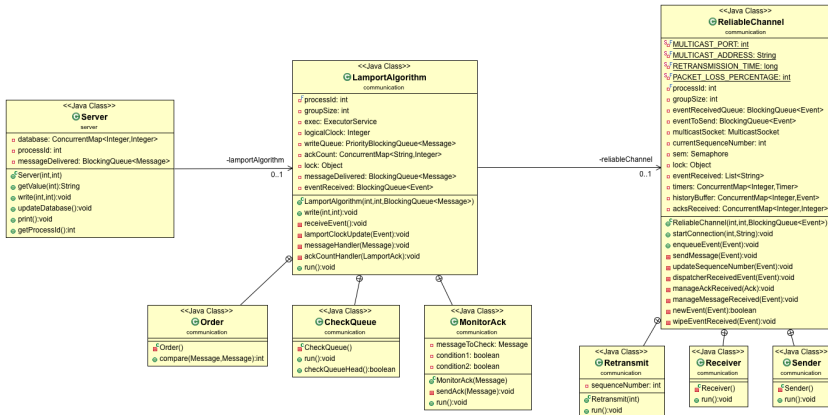 <<Java Class>>
Server
server
database: ConcurrentMap<Integer,Integer>
processId: int
messageDelivered: BlockingQueue<Message>
Server(int,int)
getValue(int):String
write(int,int):void
updateDatabase():void
print():void
getProcessId():int
-lamportAlgorithm
0..1
<<Java Class>>
LamportAlgorithm
communication
processId: int
groupSize: int
exec: ExecutorService
logicalClock: Integer
writeQueue: PriorityBlockingQueue<Message>
ackCount: ConcurrentMap<String,Integer>
lock: Object
messageDelivered: BlockingQueue<Message>
eventReceived: BlockingQueue<Event>
LamportAlgorithm(int,int,BlockingQueue<Message>)
write(int,int):void
receiveEvent():void
lamportClockUpdate(Event):void
messageHandler(Message):void
ackCountHandler(LamportAck):void
run():void
-reliableChannel
0..1
<<Java Class>>
ReliableChannel
communication
MULTICAST_PORT: int
MULTICAST_ADDRESS: String
RETRANSMISSION_TIME: long
PACKET_LOSS_PERCENTAGE: int
processId: int
groupSize: int
eventReceivedQueue: BlockingQueue<Event>
eventToSend: BlockingQueue<Event>
multicastSocket: MulticastSocket
currentSequenceNumber: int
sem: Semaphore
lock: Object
eventReceived: List<String>
timers: ConcurrentMap<Integer,Timer>
historyBuffer: ConcurrentMap<Integer,Event>
acksReceived: ConcurrentMap<Integer,Integer>
ReliableChannel(int,int,BlockingQueue<Event>)
startConnection(int,String):void
enqueueEvent(Event):void
sendMessage(Event):void
updateSequenceNumber(Event):void
dispatcherReceivedEvent(Event):void
manageAckReceived(Ack):void
manageMessageReceived(Event):void
newEvent(Event):boolean
wipeEventReceived(Event):void
<<Java Class>>
Order
communication
Order()
compare(Message,Message):int
<<Java Class>>
CheckQueue
communication
CheckQueue()
run():void
checkQueueHead():boolean
<<Java Class>>
MonitorAck
communication
messageToCheck: Message
condition1: boolean
condition2: boolean
MonitorAck(Message)
sendAck(Message):void
run():void
<<Java Class>>
Retransmit
communication
sequenceNumber: int
Retransmit(int)
run():void
<<Java Class>>
Receiver
communication
Receiver()
run():void
<<Java Class>>
Sender
communication
Sender()
run():void